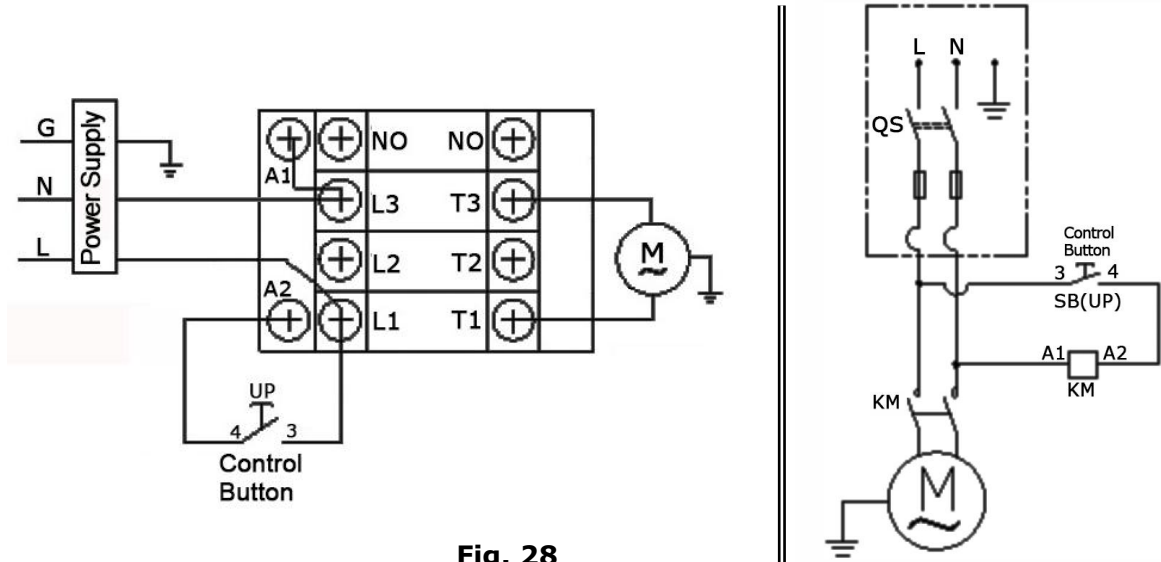 G
N
L
Power Supply
A1
A2
NO
NO
L3
T3
L2
T2
L1
T1
M
UP
4
3
Control
Button
Fig. 28
L
N
QS
Control
Button
3
4
SB(UP)
A1
A2
KM
KM
M